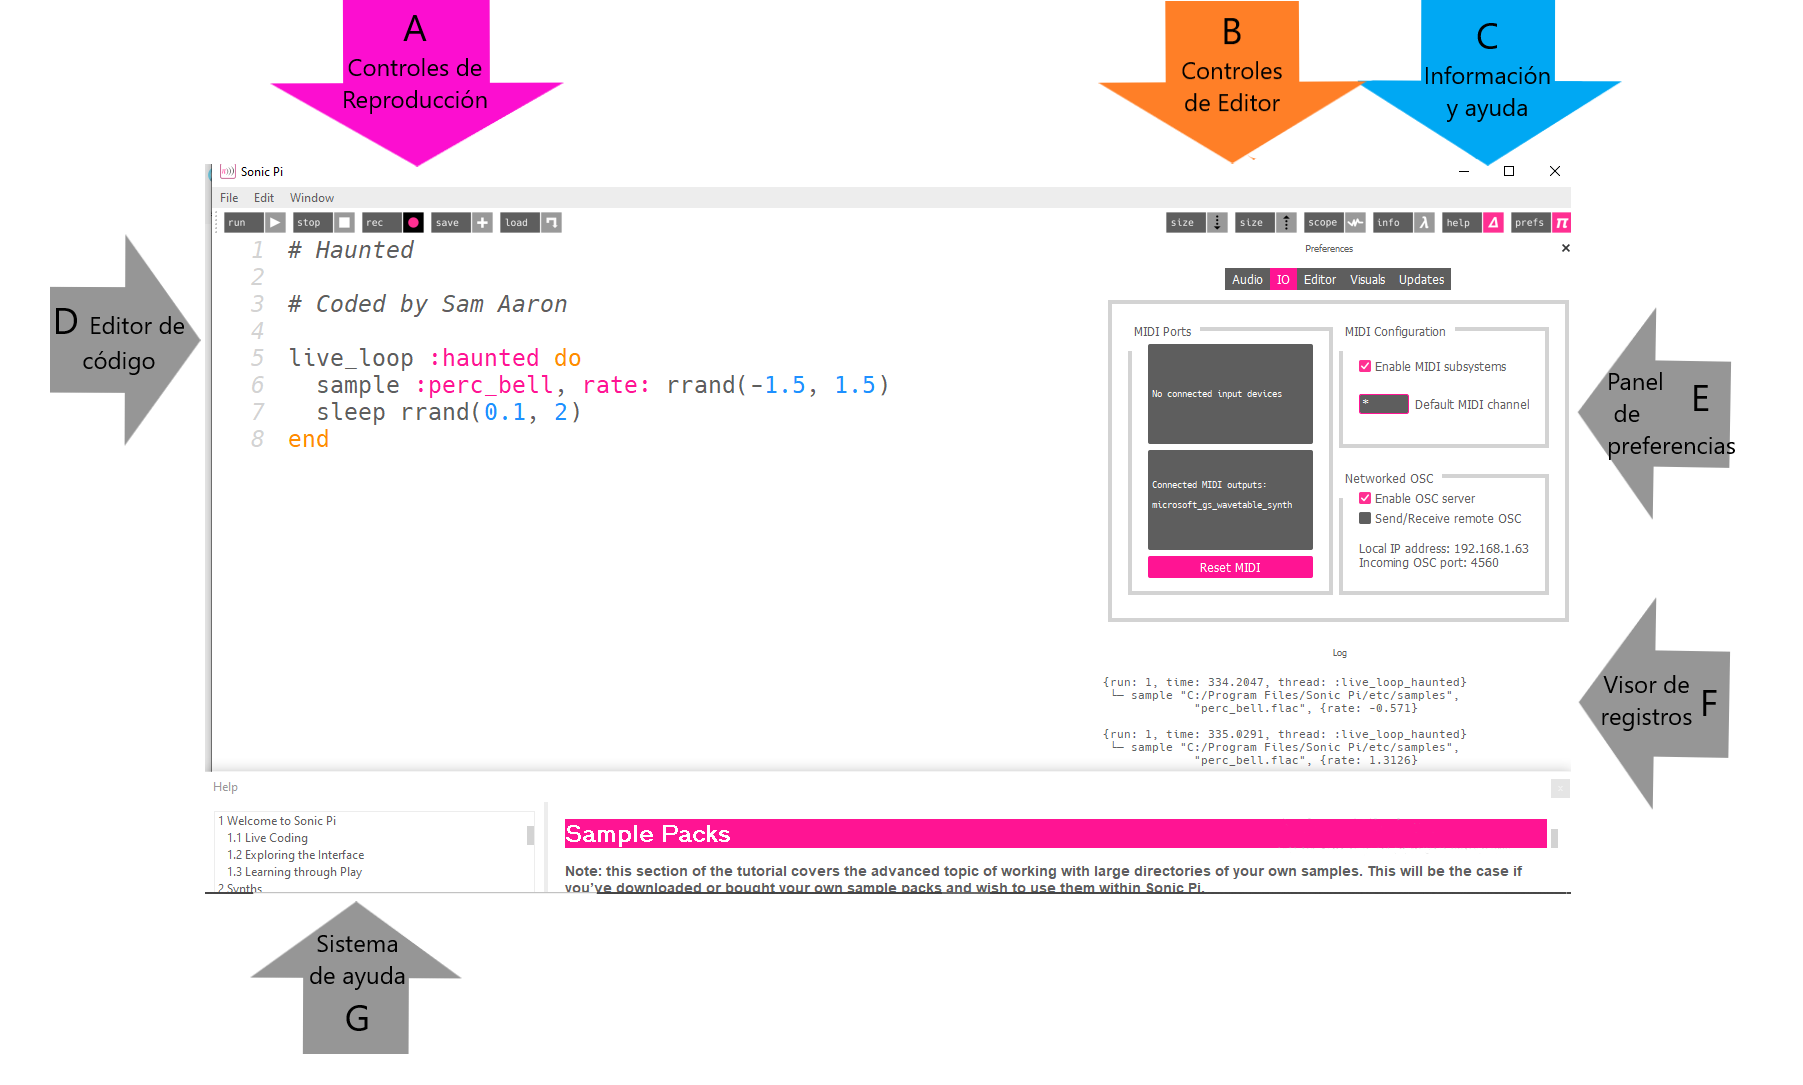 A
Controles de
Reproducción
B
Controles
de Editor
C
Información
y ayuda
Sonic Pi
File Edit Window
run stop rec save load size size scope info help prefs
Preferences
D Editor de
código
1 # Haunted
2
3 # Coded by Sam Aaron
4
5 live_loop :haunted do
6 sample :perc_bell, rate: rrand(-1.5, 1.5)
7 sleep rrand(0.1, 2)
8 end
Audio IO Editor Visuals Updates
MIDI Ports
No connected input devices
Connected MIDI outputs:
microsoft_gs_wavetable_synth
Reset MIDI
MIDI Configuration
Enable MIDI subsystems
* Default MIDI channel
Networked OSC
Enable OSC server
Send/Receive remote OSC
Local IP address: 192.168.1.63
Incoming OSC port: 4560
Panel
de
preferencias
E
Log
{run: 1, time: 334.2047, thread: :live_loop_haunted}
└─ sample "C:/Program Files/Sonic Pi/etc/samples",
"perc_bell.flac", {rate: -0.571}
{run: 1, time: 335.0291, thread: :live_loop_haunted}
└─ sample "C:/Program Files/Sonic Pi/etc/samples",
"perc_bell.flac", {rate: 1.3126}
Visor de
registros
F
Help
1 Welcome to Sonic Pi
1.1 Live Coding
1.2 Exploring the Interface
1.3 Learning through Play
2 Synths
Sample Packs
Note: this section of the tutorial covers the advanced topic of working with large directories of your own samples. This will be the case if
you've downloaded or bought your own sample packs and wish to use them within Sonic Pi.
Sistema
de ayuda
G